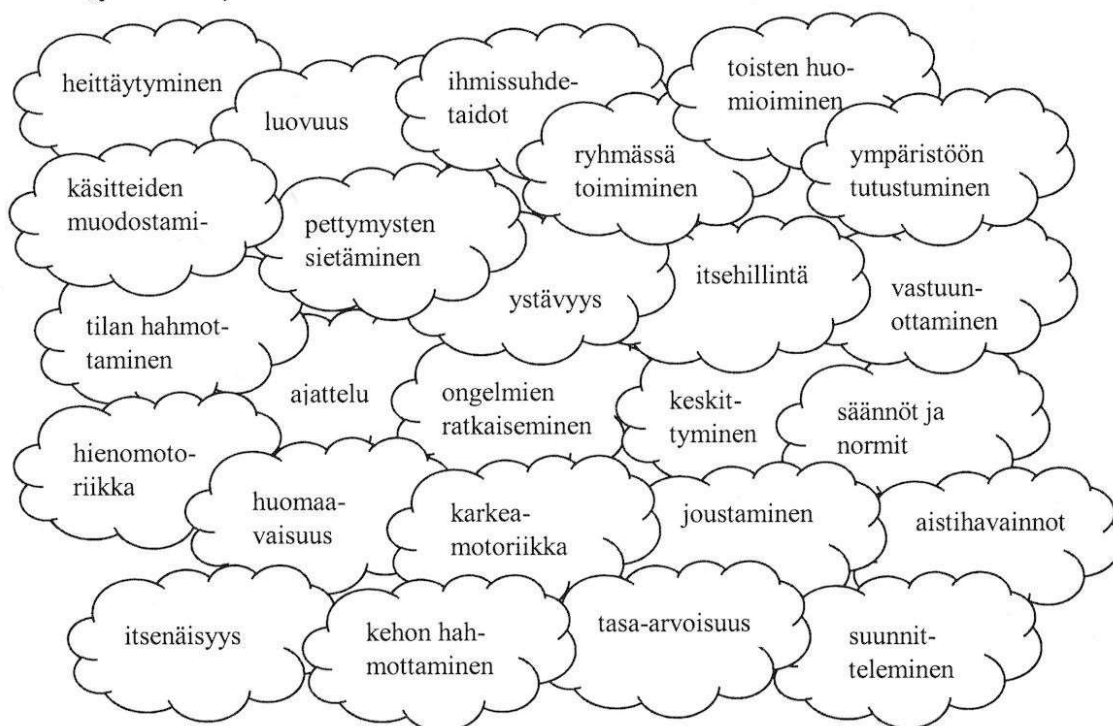 heittäytyminen
luovuus
ihmissuhde-
taidot
toisten huo-
mioiminen
käsitteiden
muodostami-
pettymysten
sietäminen
ryhmässä
toimiminen
ympäristöön
tutustuminen
tilan hahmot-
taminen
ystävyys
itsehillintä
vastuun-
ottaminen
ajattelu
ongelmien
ratkaiseminen
keskit-
tyminen
säännöt ja
normit
hienomoto-
riikka
huomaa-
vaisuus
karkea-
motoriikka
joustaminen
aistihavainnot
itsenäisyys
kehon hah-
mottaminen
tasa-arvoisuus
suunnit-
teleminen